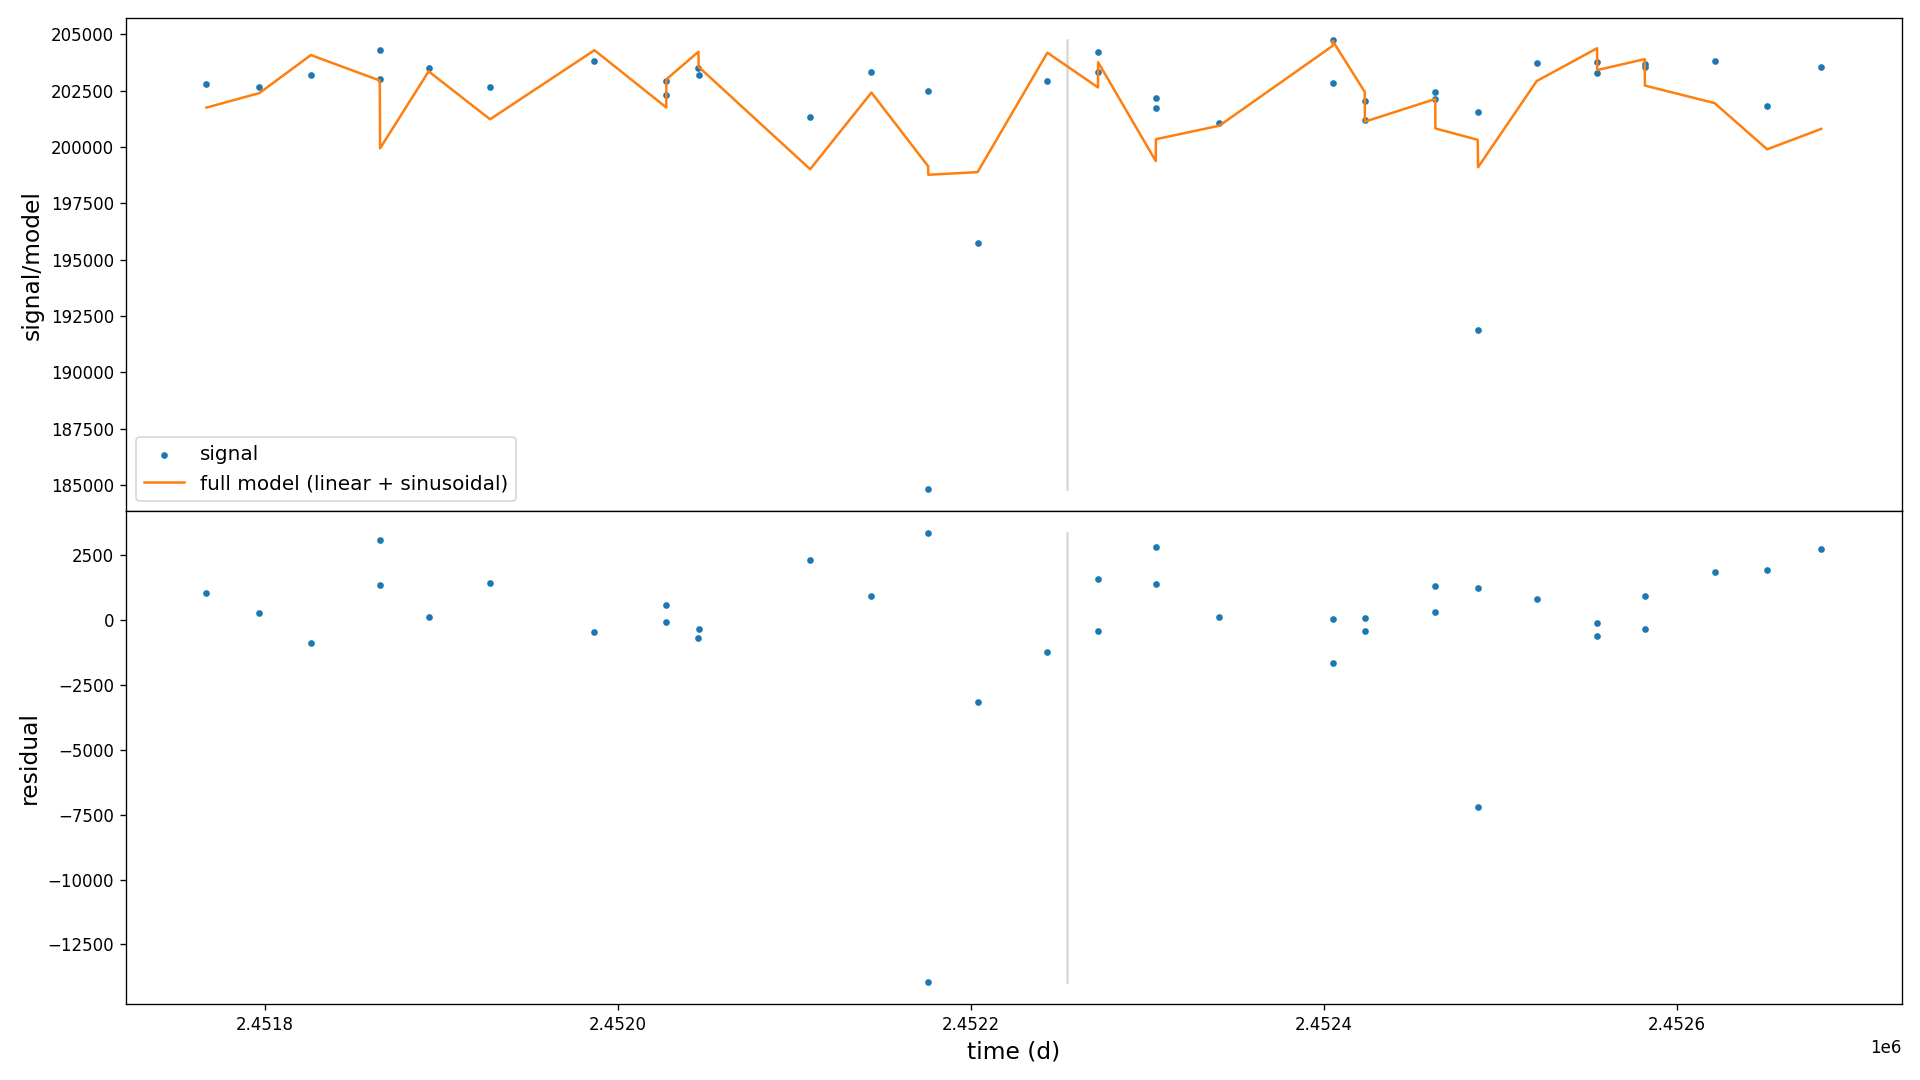 205000
202500
200000
197500
195000
192500
190000
187500
185000
signal/model
signal
full model (linear + sinusoidal)
2500
0
−2500
−5000
−7500
−10000
−12500
residual
2.4518 2.4520 2.4522 2.4524 2.4526
time (d)
1e6